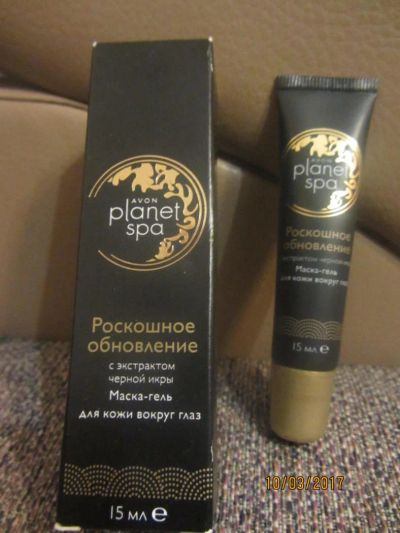 AVON
planet
spa
Роскошное
обновление
с экстрактом
черной икры
Маска-гель
для кожи вокруг глаз
15 мл e
AVON
planet
spa
Роскошное
обновление
с экстрактом черной икры
Маска-гель
для кожи вокруг глаз
15 мл e
10/03/2017